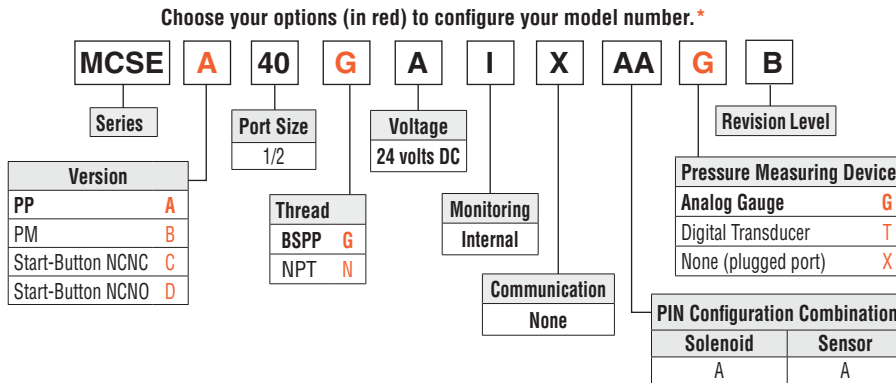 Choose your options (in red) to configure your model number.*
MCSE A 40 G A I X AA G B
Series
Port Size
1/2
Voltage
24 volts DC
Revision Level
Version
PP A
PM B
Start-Button NCNC C
Start-Button NCNO D
Thread
BSPP G
NPT N
Monitoring
Internal
Pressure Measuring Device
Analog Gauge G
Digital Transducer T
None (plugged port) X
Communication
None
PIN Configuration Combination
Solenoid Sensor
A A